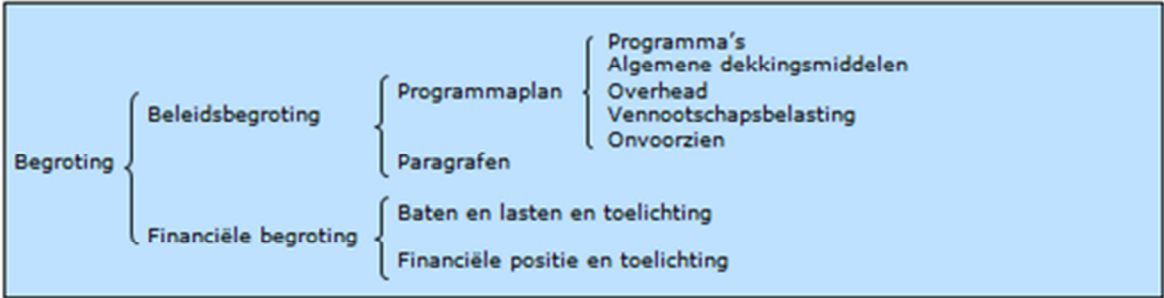 Programma's
Algemene dekkingsmiddelen
Programmaplan
Overhead
Beleidsbegroting
Vennootschapsbelasting
Onvoorzien
Begroting
Paragrafen
Baten en lasten en toelichting
Financiële begroting
Financiële positie en toelichting